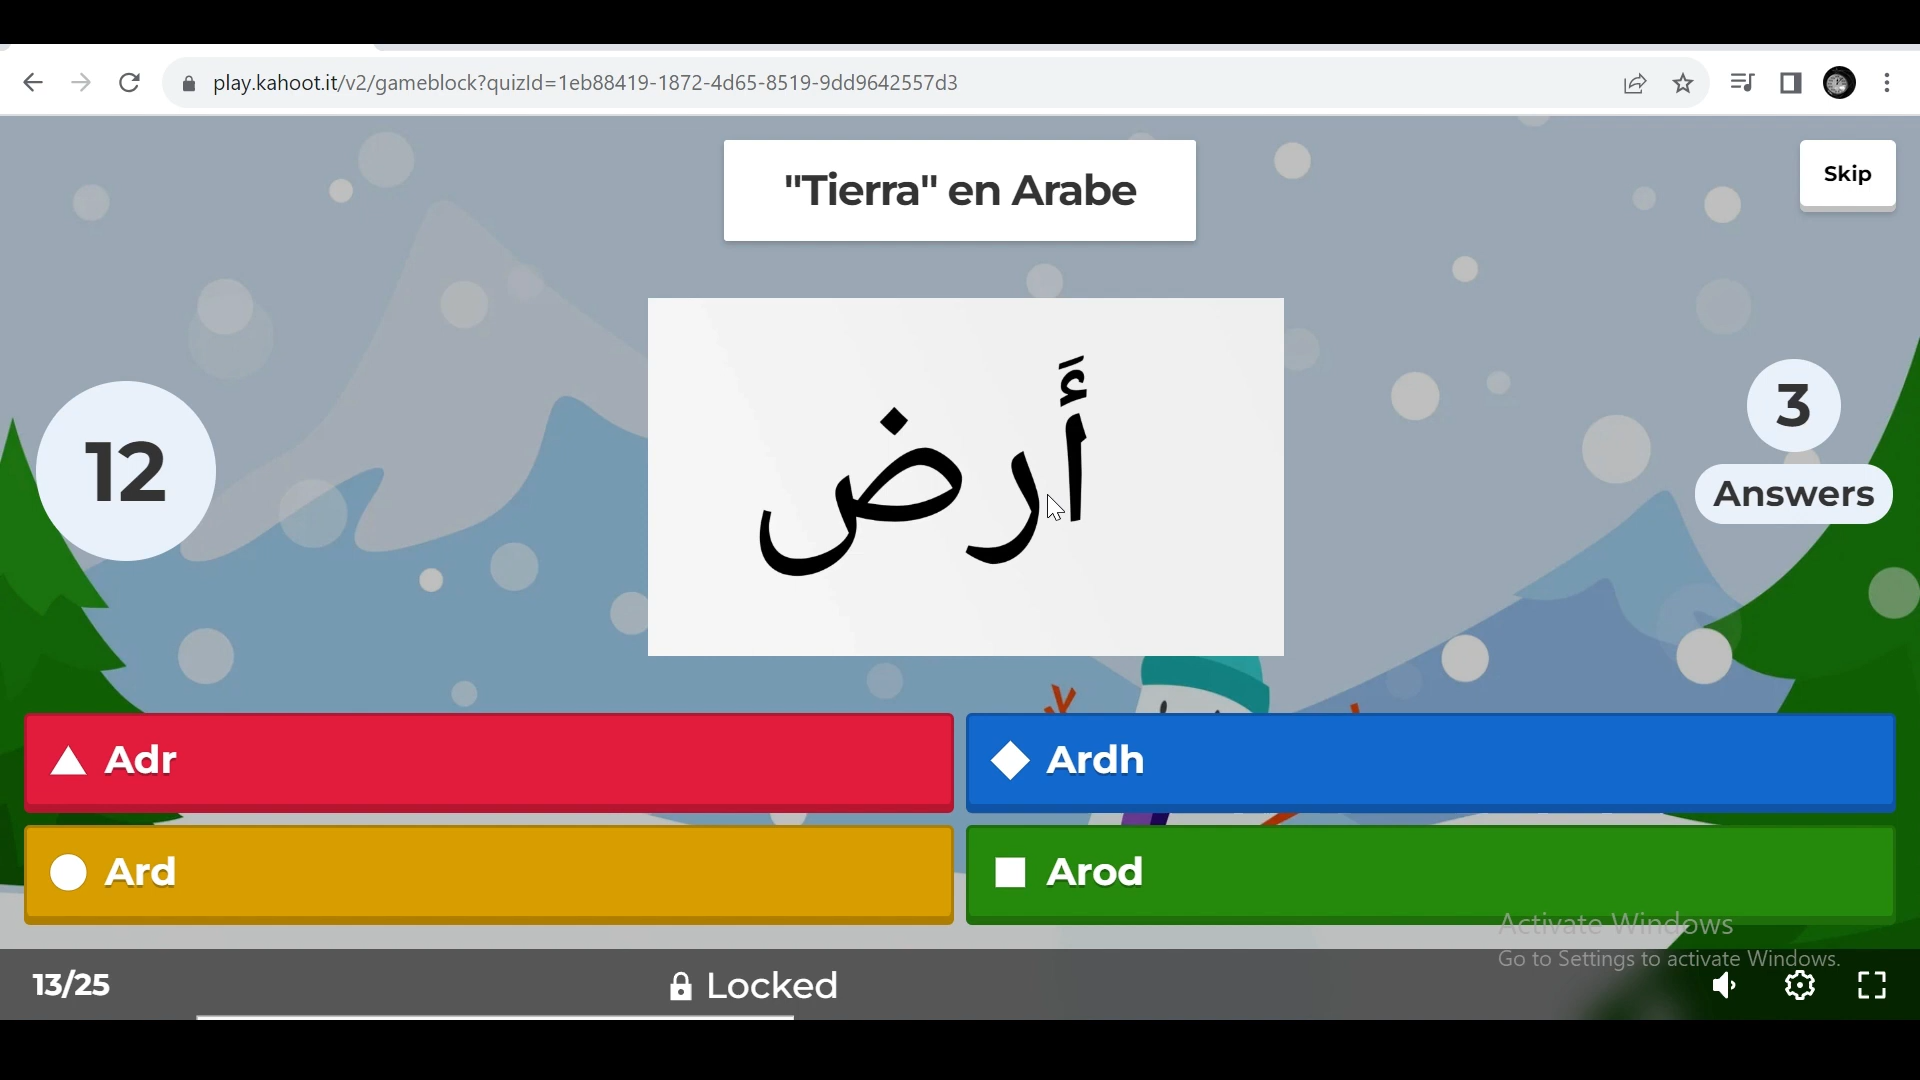 play.kahoot.it/v2/gameblock?quizId=1eb88419-1872-4d65-8519-9dd9642557d3
"Tierra" en Arabe
Skip
أَرض
12
3
Answers
Adr
Ardh
Ard
Arod
Activate Windows
Go to Settings to activate Windows.
13/25
Locked